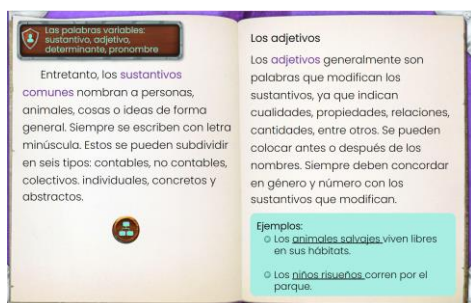 Las palabras variables:
sustantivo, adjetivo,
determinante, pronombre
Entretanto, los sustantivos
comunes nombran a personas,
animales, cosas o ideas de forma
general. Siempre se escriben con letra
minúscula. Estos se pueden subdividir
en seis tipos: contables, no contables,
colectivos. individuales, concretos y
abstractos.
Los adjetivos
Los adjetivos generalmente son
palabras que modifican los
sustantivos, ya que indican
cualidades, propiedades, relaciones,
cantidades, entre otros. Se pueden
colocar antes o después de los
nombres. Siempre deben concordar
en género y número con los
sustantivos que modifican.
Ejemplos:
Los animales salvajes viven libres
en sus hábitats.
Los niños risueños corren por el
parque.